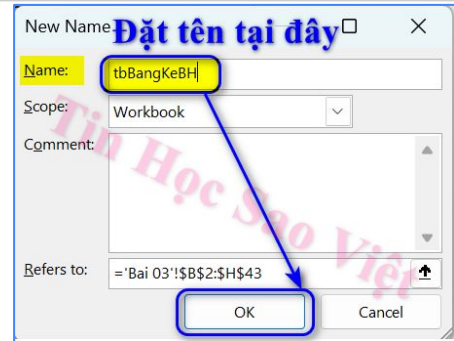 New Name
Đặt tên tại đây
Name:
tbBangKeBH
Scope:
Workbook
Comment:
Tin Học Sao Việt
Refers to:
='Bai 03'!$B$2:$H$43
OK
Cancel